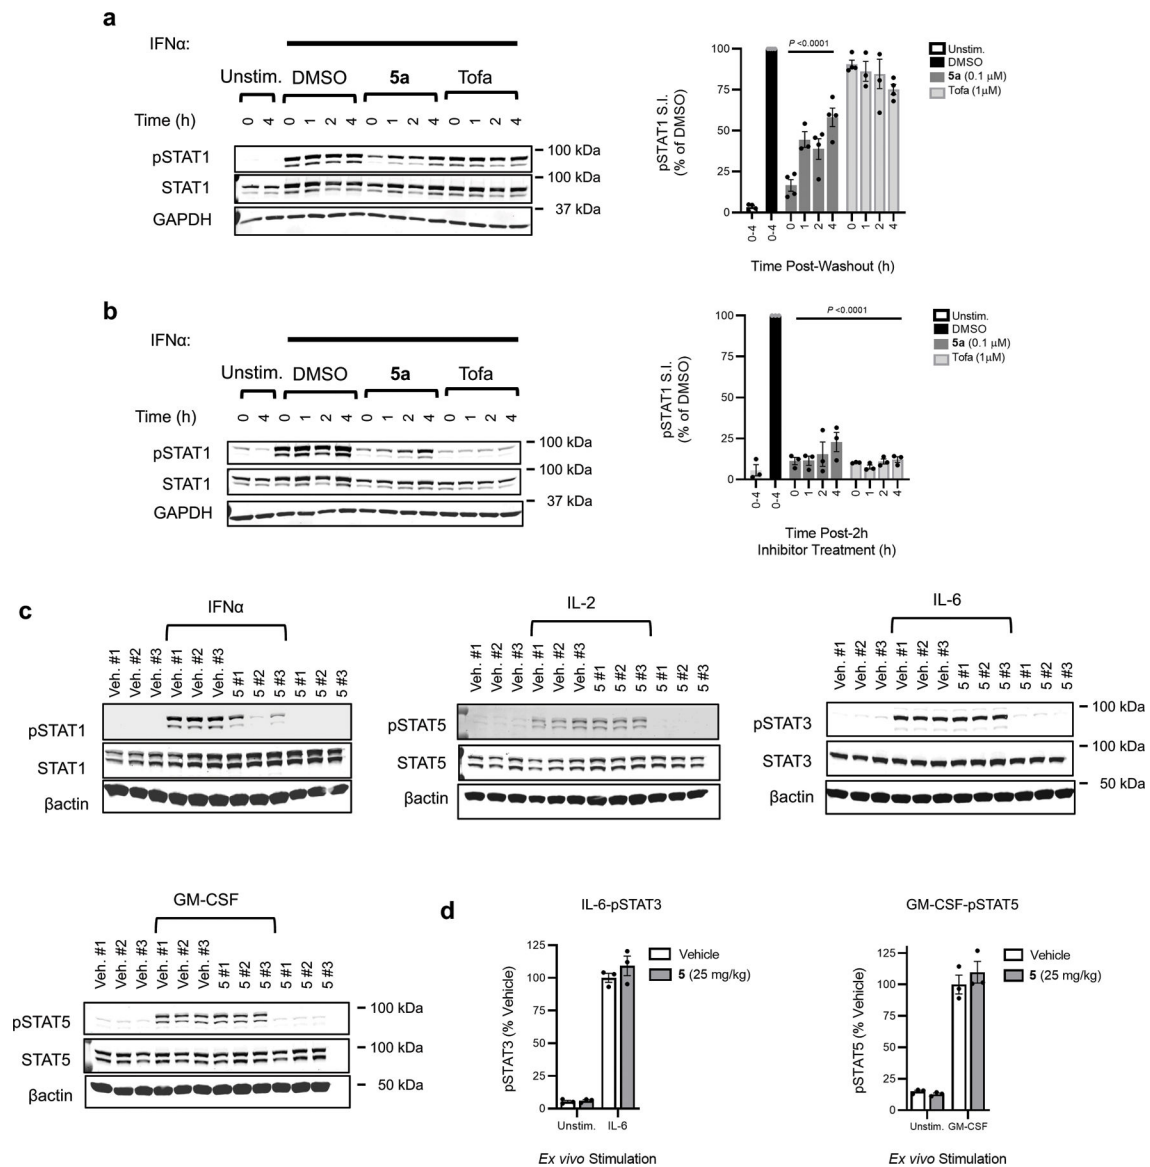 a
IFNα:
Unstim. DMSO 5a Tofa
Time (h) 0 4 0 1 2 4 0 1 2 4 0 1 2 4
pSTAT1 100 kDa
STAT1 100 kDa
GAPDH 37 kDa
pSTAT1 S.I.
(% of DMSO)
100
75
50
25
0
P <0.0001
0-4 0-4 0 1 2 4 0 1 2 4
Time Post-Washout (h)
Unstim.
DMSO
5a (0.1 μM)
Tofa (1μM)
b
IFNα:
Unstim. DMSO 5a Tofa
Time (h) 0 4 0 1 2 4 0 1 2 4 0 1 2 4
pSTAT1 100 kDa
STAT1 100 kDa
GAPDH 37 kDa
pSTAT1 S.I.
(% of DMSO)
100
75
50
25
0
P <0.0001
0-4 0-4 0 1 2 4 0 1 2 4
Time Post-2h
Inhibitor Treatment (h)
Unstim.
DMSO
5a (0.1 μM)
Tofa (1μM)
c
IFNα
Veh. #1 Veh. #2 Veh. #3 Veh. #1 Veh. #2 Veh. #3 5 #1 5 #2 5 #3 5 #1 5 #2 5 #3
pSTAT1
STAT1
βactin
IL-2
Veh. #1 Veh. #2 Veh. #3 Veh. #1 Veh. #2 Veh. #3 5 #1 5 #2 5 #3 5 #1 5 #2 5 #3
pSTAT5
STAT5
βactin
IL-6
Veh. #1 Veh. #2 Veh. #3 Veh. #1 Veh. #2 Veh. #3 5 #1 5 #2 5 #3 5 #1 5 #2 5 #3
pSTAT3 100 kDa
STAT3 100 kDa
βactin 50 kDa
GM-CSF
Veh. #1 Veh. #2 Veh. #3 Veh. #1 Veh. #2 Veh. #3 5 #1 5 #2 5 #3 5 #1 5 #2 5 #3
pSTAT5 100 kDa
STAT5 100 kDa
βactin 50 kDa
d
IL-6-pSTAT3
pSTAT3 (% Vehicle)
125
100
75
50
25
0
Unstim. IL-6
Ex vivo Stimulation
Vehicle
5 (25 mg/kg)
GM-CSF-pSTAT5
pSTAT5 (% Vehicle)
125
100
75
50
25
0
Unstim. GM-CSF
Ex vivo Stimulation
Vehicle
5 (25 mg/kg)